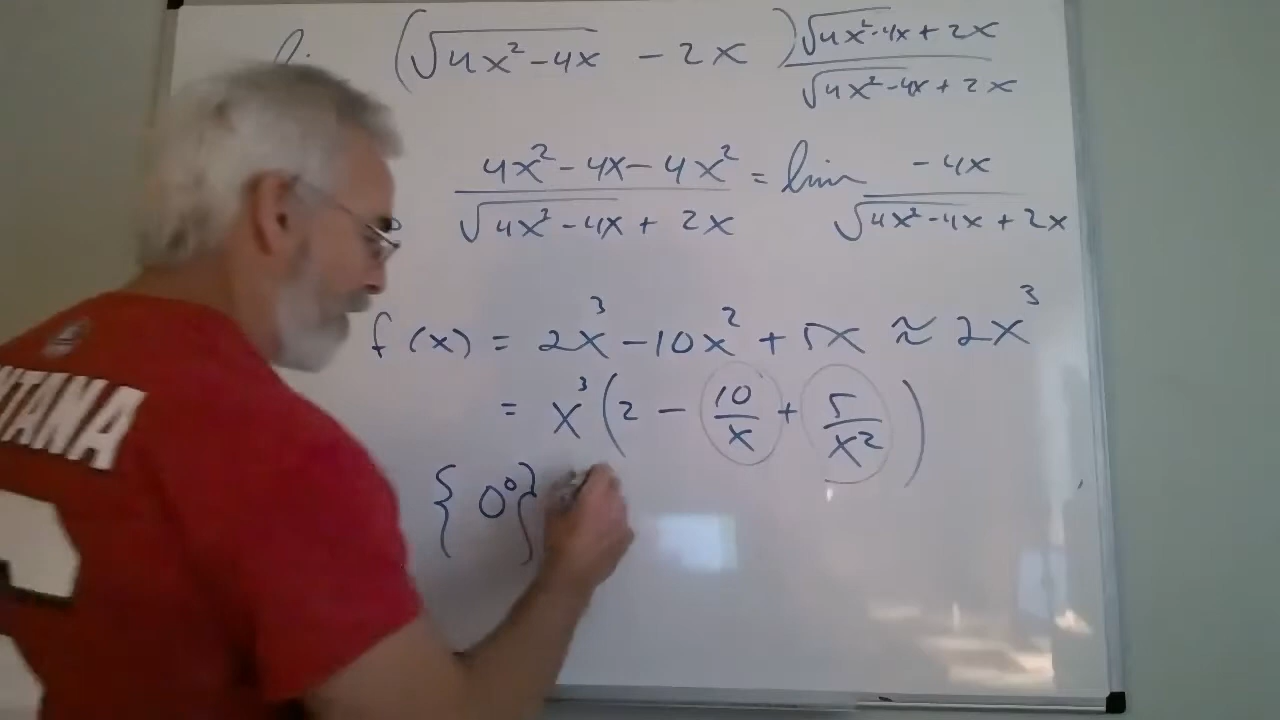 (√4x² - 4x - 2x) √4x² - 4x + 2x / √4x² - 4x + 2x
4x² - 4x - 4x² / √4x² - 4x + 2x = lim - 4x / √4x² - 4x + 2x
f(x) = 2x³ - 10x² + 5x ≈ 2x³
= x³(2 - 10/x + 5/x²)
{0⁰}